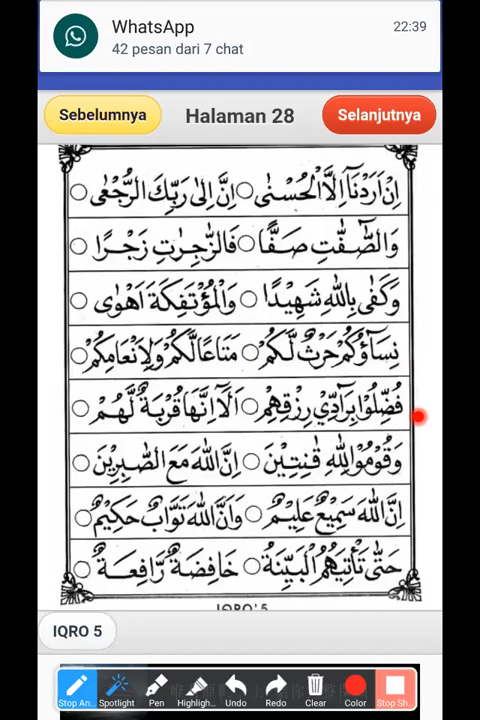 WhatsApp
22:39
42 pesan dari 7 chat
Sebelumnya
Halaman 28
Selanjutnya
اِنْ اَرَدْنَآ اِلَّا الْحُسْنٰى ○ اِنَّ اِلٰى رَبِّكَ الرُّجْعٰى ○
وَالصّٰٓفّٰتِ صَفًّا ○ فَالزّٰجِرٰتِ زَجْرًا ○
وَكَفٰى بِاللّٰهِ شَهِيْدًا ○ وَالْمُؤْتَفِكَةَ اَهْوٰى ○
نِسَآؤُكُمْ حَرْثٌ لَّكُمْ ○ مَتَاعًا لَّكُمْ وَلِاَنْعَامِكُمْ ○
فُضِّلُوْا بِرَآدِّيْ رِزْقِهِمْ ○ اَلَآ اِنَّهَا قُرْبَةٌ لَّهُمْ ○
وَقُوْمُوْا لِلّٰهِ قٰنِتِيْنَ ○ اِنَّ اللّٰهَ مَعَ الصّٰبِرِيْنَ ○
اِنَّ اللّٰهَ سَمِيْعٌ عَلِيْمٌ ○ وَاَنَّ اللّٰهَ تَوَّابٌ حَكِيْمٌ ○
حَتّٰى تَأْتِيَهُمُ الْبَيِّنَةُ ○ خَافِضَةٌ رَّافِعَةٌ ○
IQRO' 5
IQRO 5
Stop An...
Spotlight
Pen
Highligh...
Undo
Redo
Clear
Color
Stop Sh...